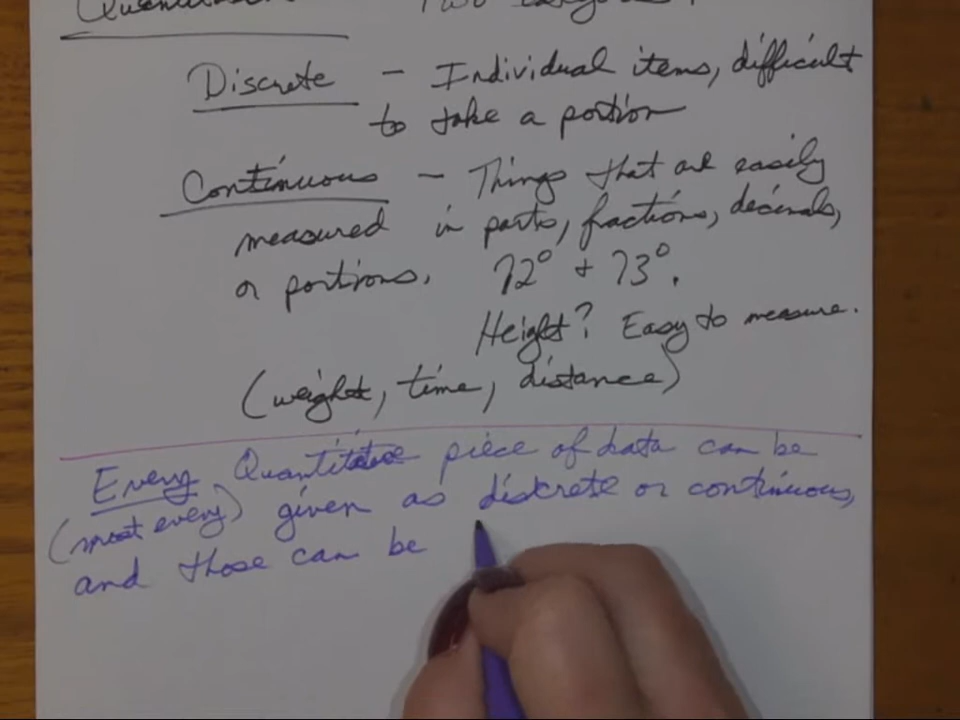 Two
Discrete - Individual items, difficult
to take a portion
Continuous - Things that are easily
measured in parts, fractions, decimals,
or portions. 72° + 73°.
Height? Easy to measure.
(weight, time, distance)
Every Quantitative piece of data can be
(most every) given as discrete or continuous,
and those can be